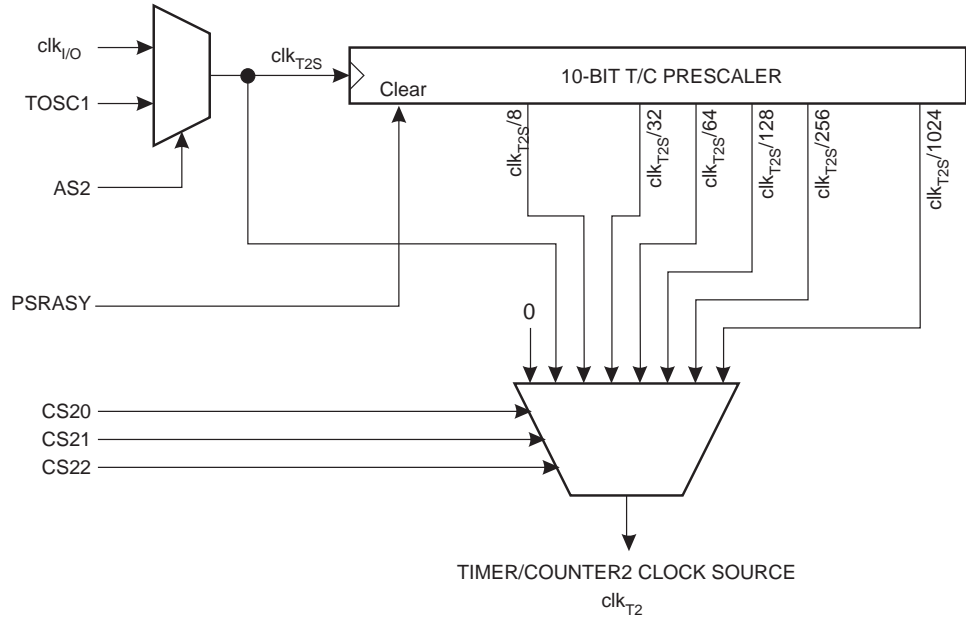 clkI/O
clkT2S
10-BIT T/C PRESCALER
TOSC1
Clear
clkT2S/8
clkT2S/32
clkT2S/64
clkT2S/128
clkT2S/256
clkT2S/1024
AS2
PSRASY
0
CS20
CS21
CS22
TIMER/COUNTER2 CLOCK SOURCE
clkT2